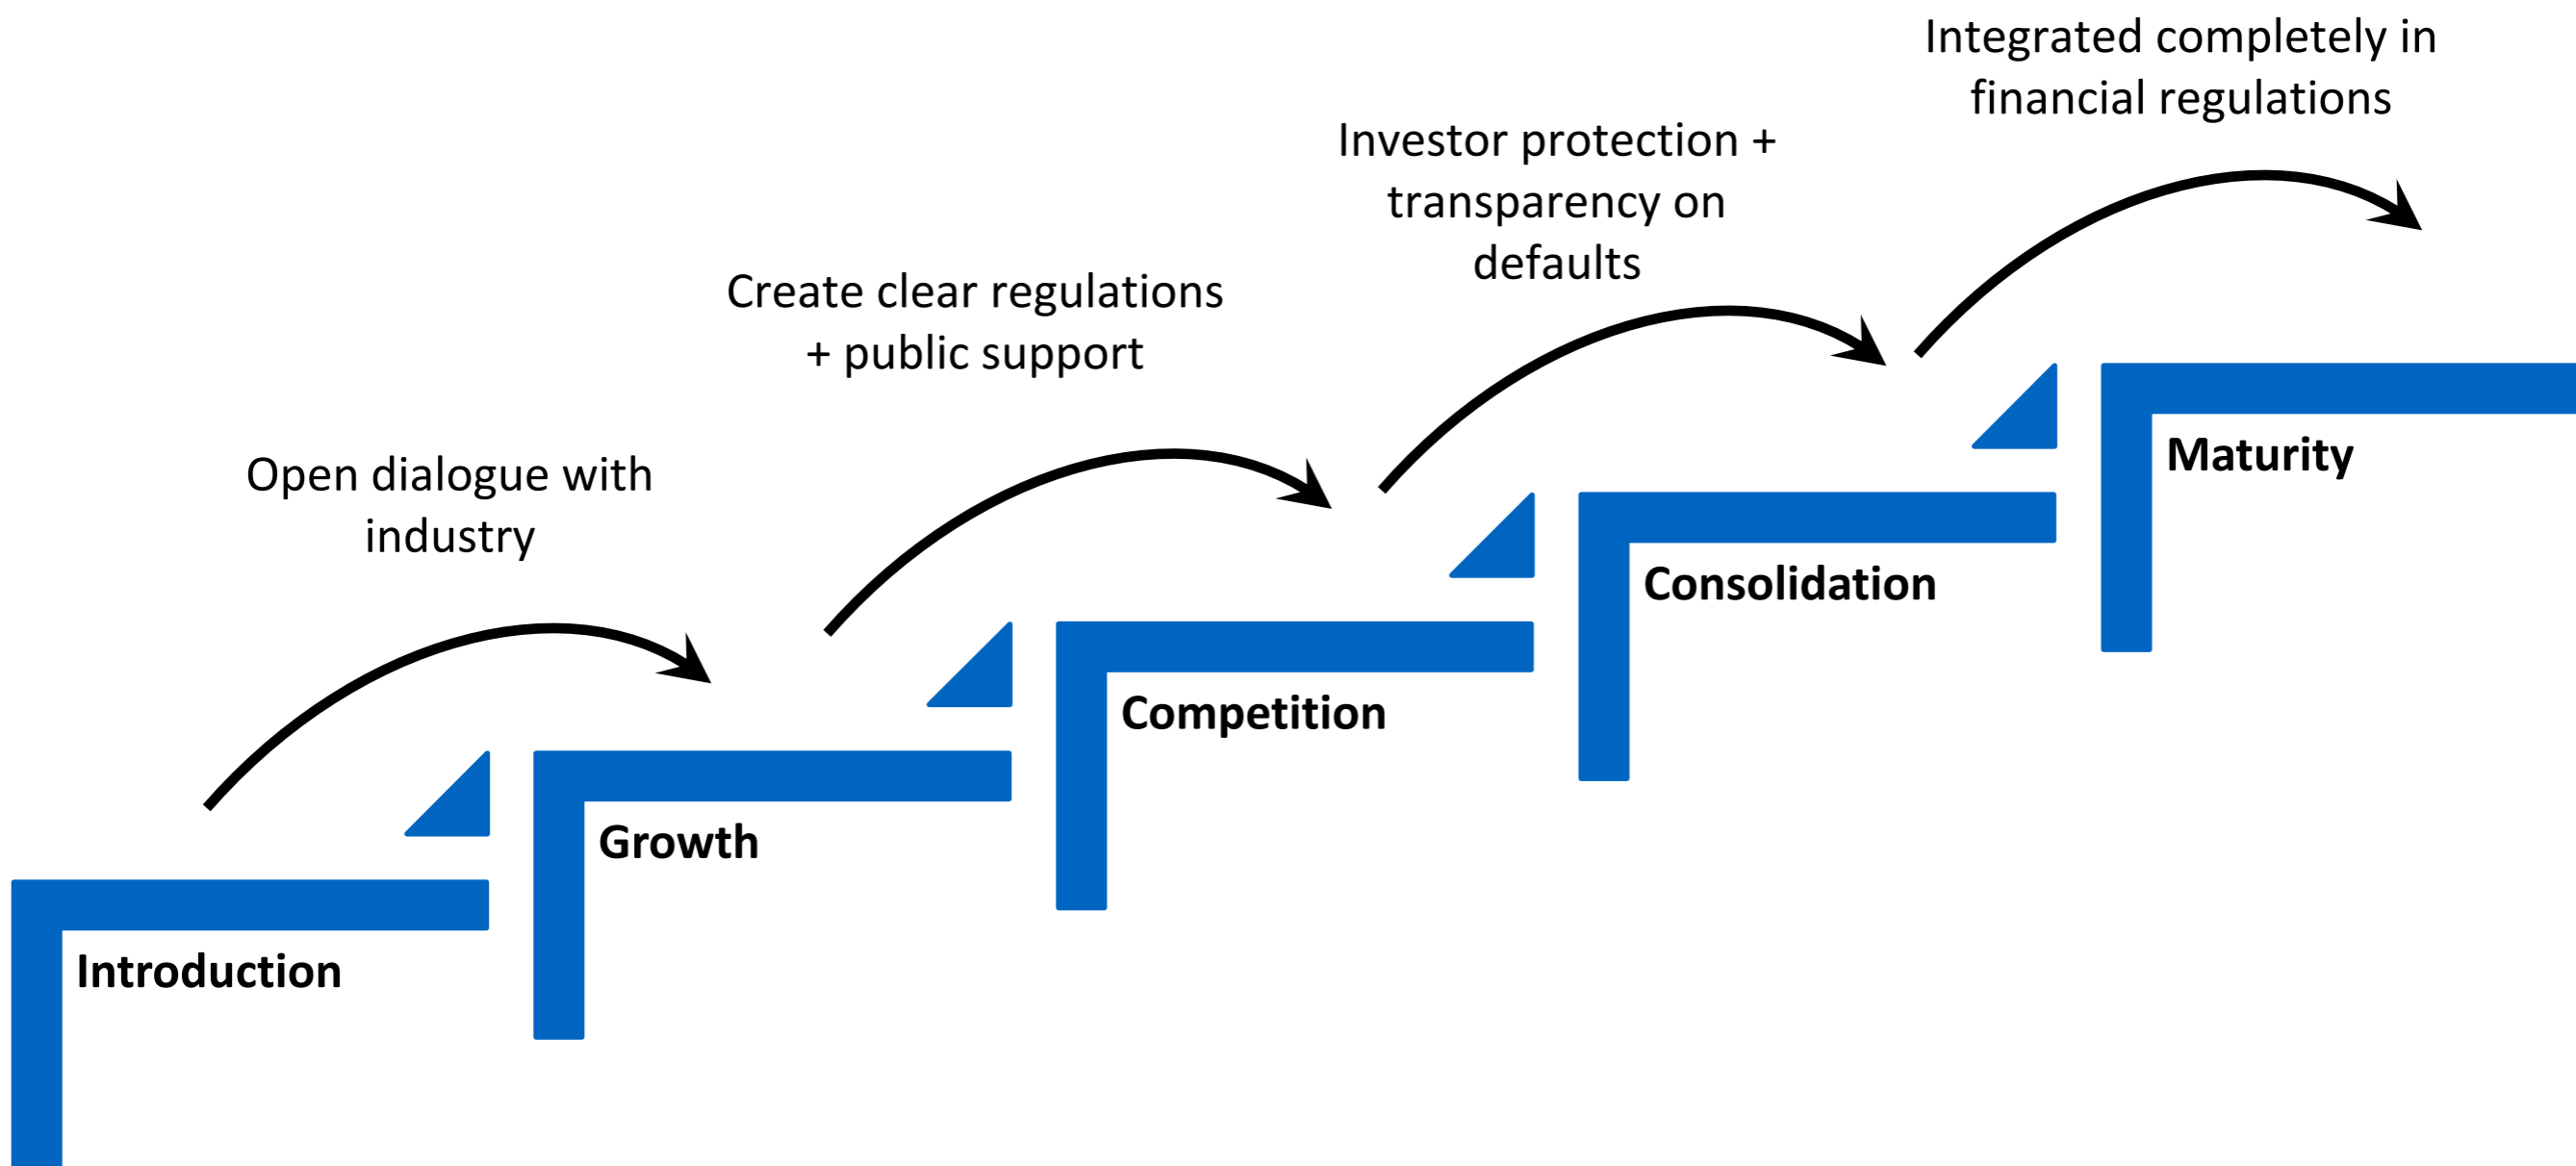 Integrated completely in
financial regulations
Investor protection +
transparency on
defaults
Create clear regulations
+ public support
Open dialogue with
industry
Maturity
Consolidation
Competition
Growth
Introduction